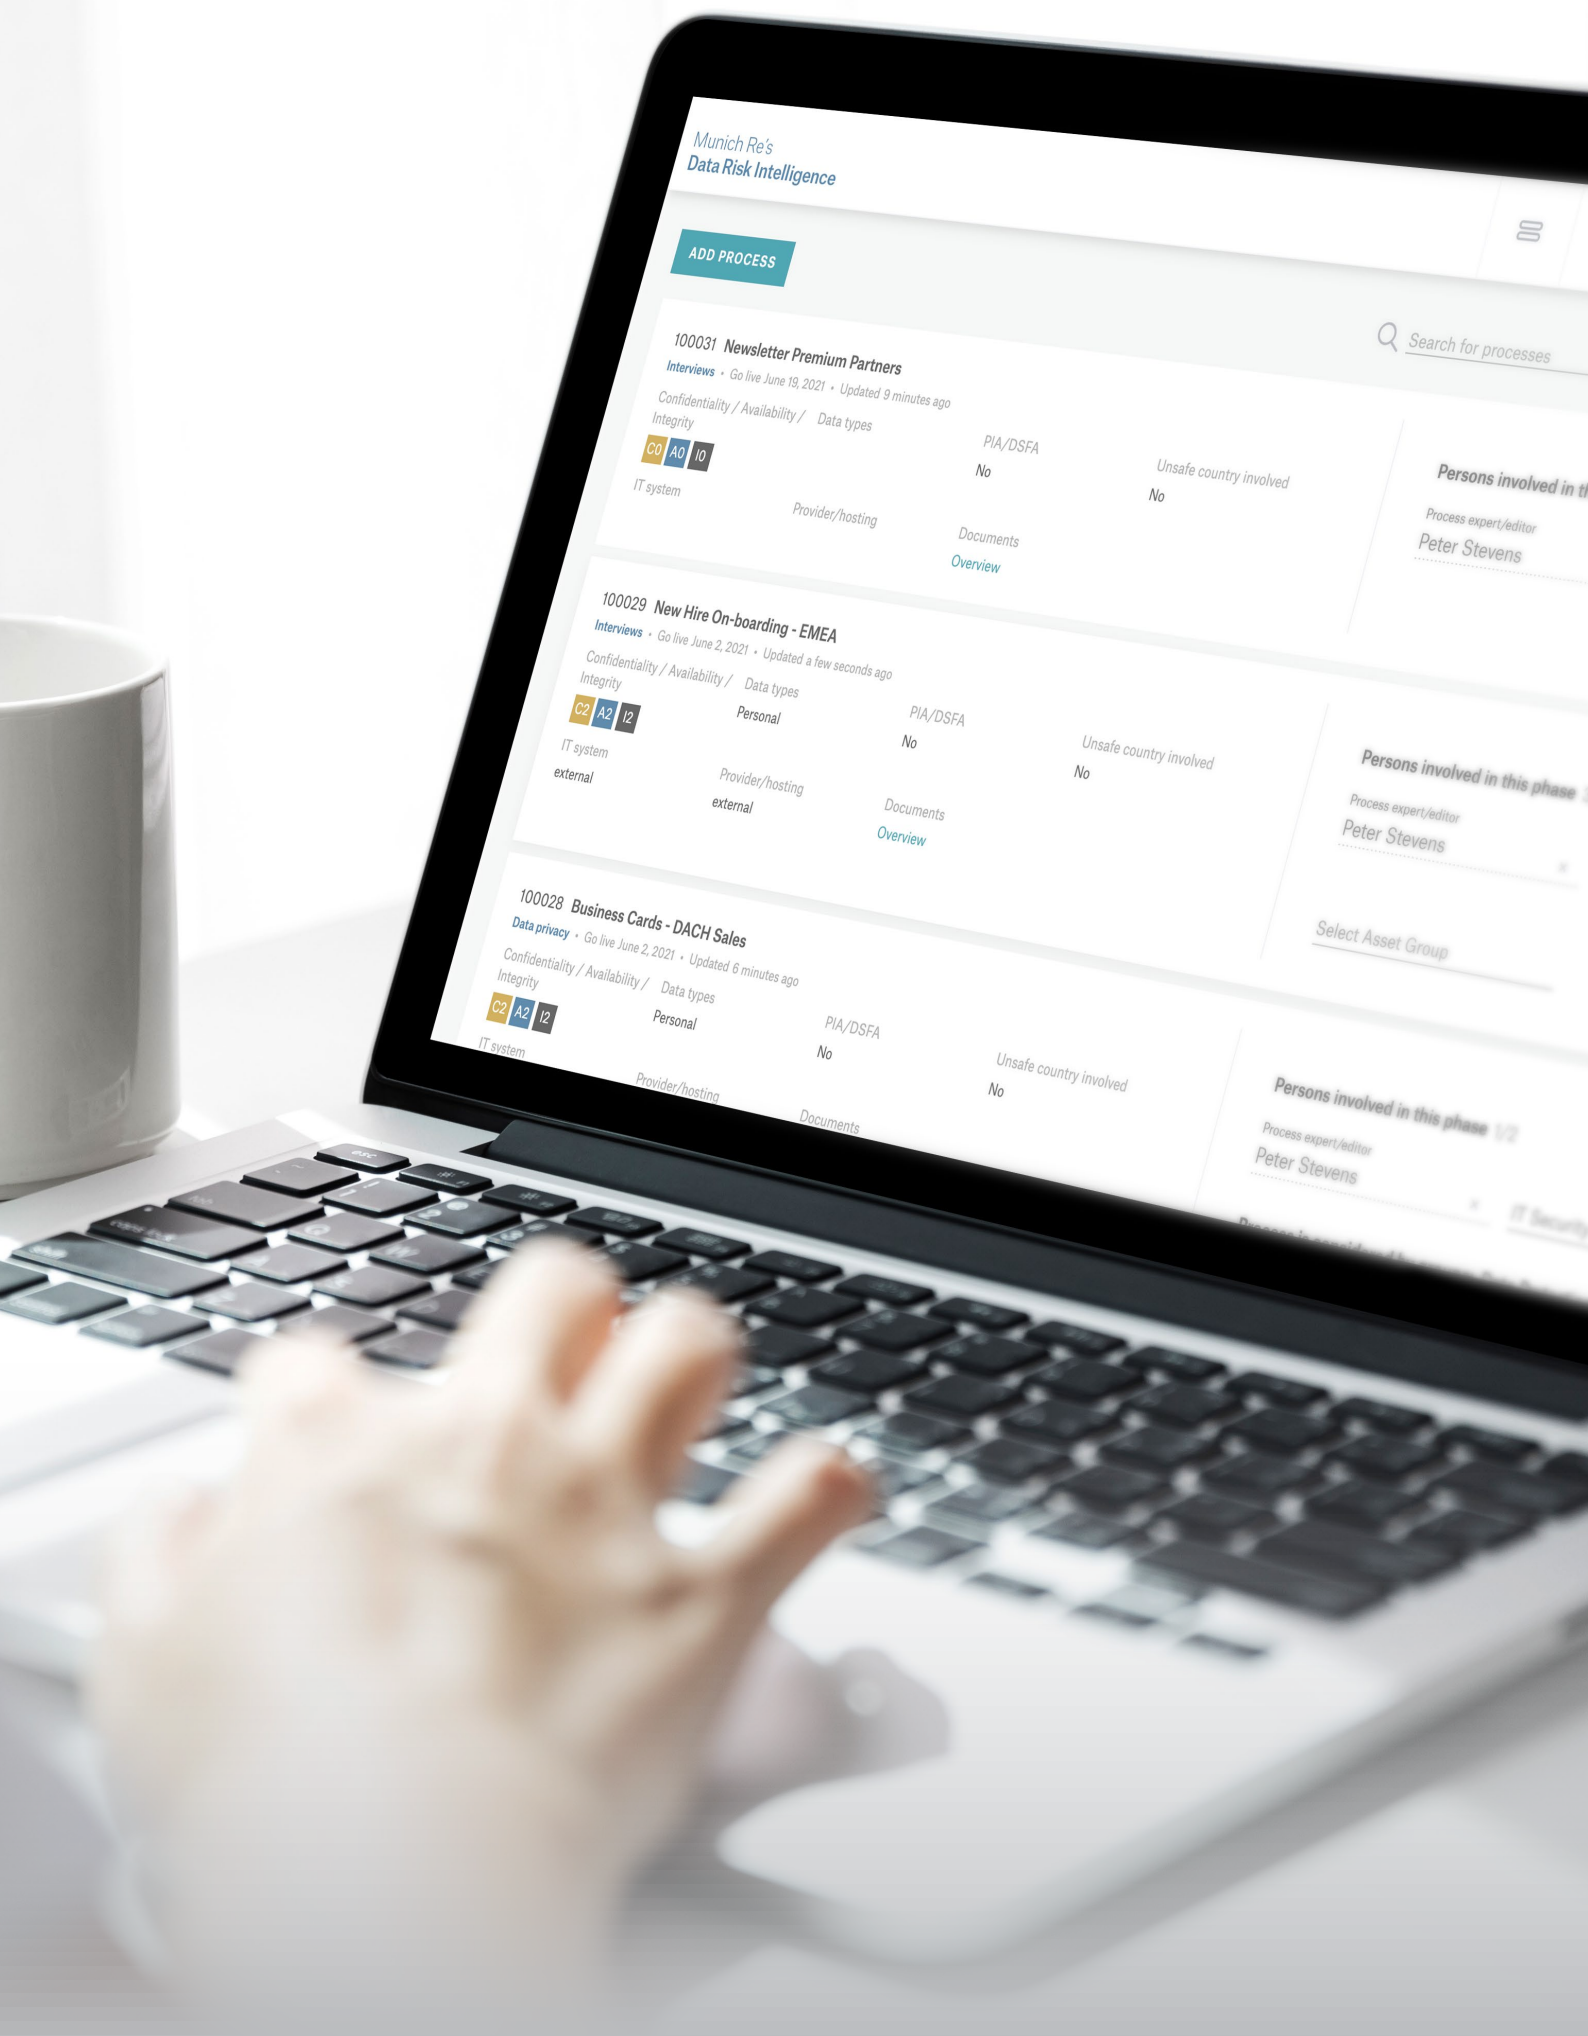 Munich Re's
Data Risk Intelligence
ADD PROCESS
Search for processes
100031 Newsletter Premium Partners
Interviews • Go live June 19, 2021 • Updated 9 minutes ago
Confidentiality / Availability / Data types
Integrity
PIA/DSFA
Unsafe country involved
C0 A0 I0
No
No
IT system
Provider/hosting
Documents
Overview
Persons involved in
Process expert/editor
Peter Stevens
100029 New Hire On-boarding - EMEA
Interviews • Go live June 2, 2021 • Updated a few seconds ago
Confidentiality / Availability / Data types
Integrity
Personal
PIA/DSFA
Unsafe country involved
C2 A2 I2
No
No
IT system
external
Provider/hosting
external
Documents
Overview
Persons involved in this phase
Process expert/editor
Peter Stevens
×
Select Asset Group
100028 Business Cards - DACH Sales
Data privacy • Go live June 2, 2021 • Updated 6 minutes ago
Confidentiality / Availability / Data types
Integrity
Personal
PIA/DSFA
Unsafe country involved
C2 A2 I2
No
No
IT system
Provider/hosting
Documents
Persons involved in this phase 1/2
Process expert/editor
Peter Stevens
×
IT Security
esc